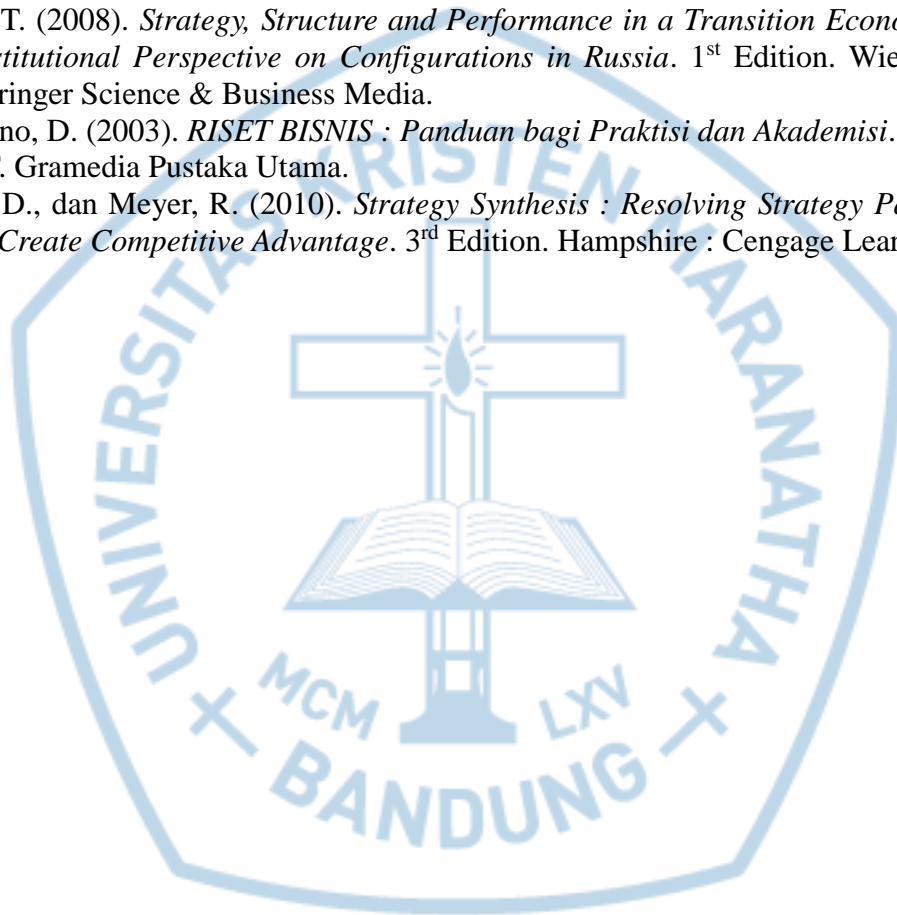 T. (2008). Strategy, Structure and Performance in a Transition Econo
titutional Perspective on Configurations in Russia. 1st Edition. Wie
ringer Science & Business Media.
no, D. (2003). RISET BISNIS : Panduan bagi Praktisi dan Akademisi.
. Gramedia Pustaka Utama.
D., dan Meyer, R. (2010). Strategy Synthesis : Resolving Strategy P
Create Competitive Advantage. 3rd Edition. Hampshire : Cengage Lear
UNIVERSITAS KRISTEN MARANATHA
MCM LXV
BANDUNG